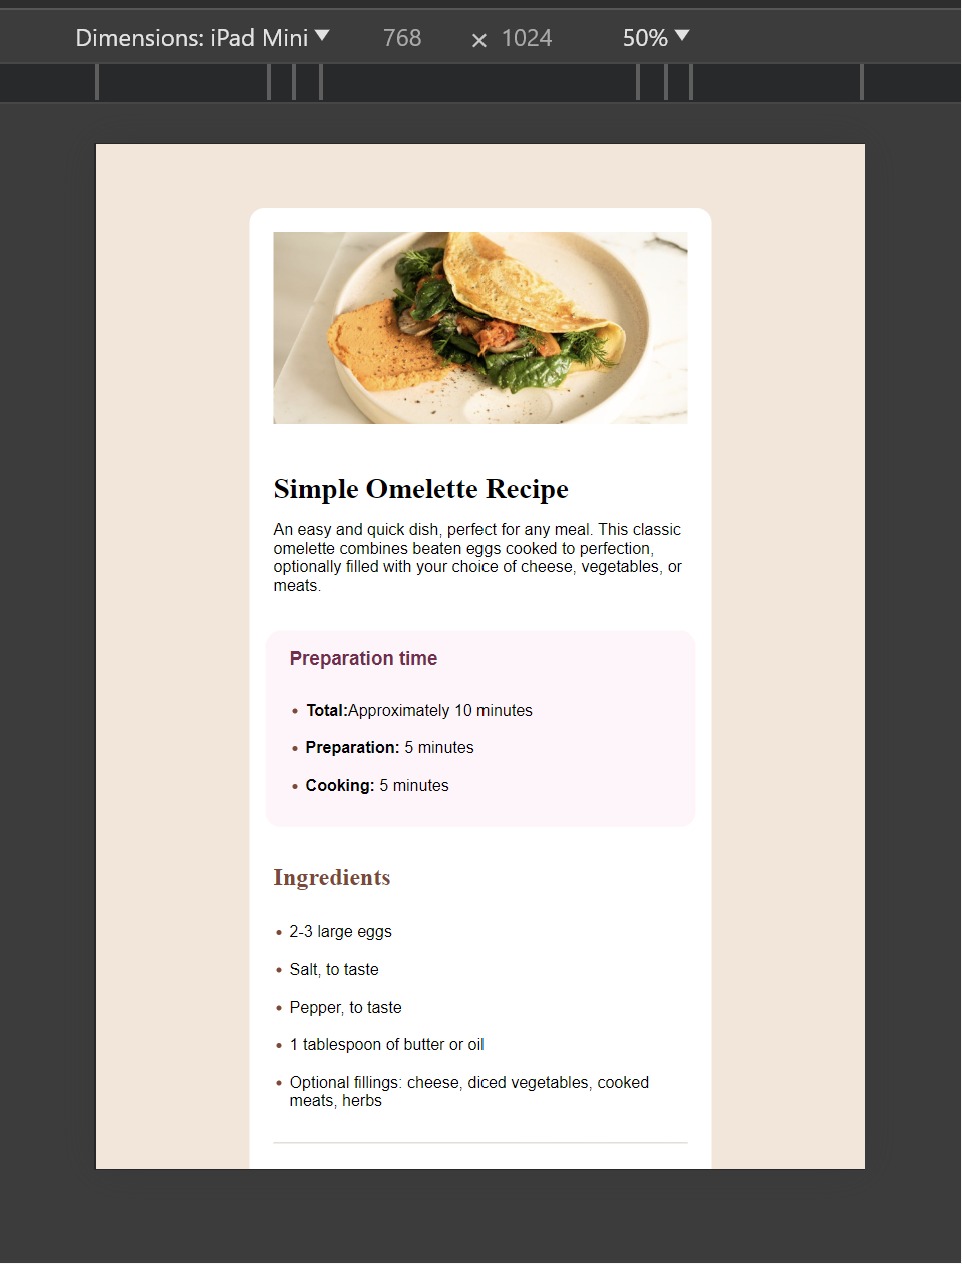 Dimensions: iPad Mini ▼ 768 × 1024 50% ▼
Simple Omelette Recipe
An easy and quick dish, perfect for any meal. This classic
omelette combines beaten eggs cooked to perfection,
optionally filled with your choice of cheese, vegetables, or
meats.
Preparation time
• Total:Approximately 10 minutes
• Preparation: 5 minutes
• Cooking: 5 minutes
Ingredients
• 2-3 large eggs
• Salt, to taste
• Pepper, to taste
• 1 tablespoon of butter or oil
• Optional fillings: cheese, diced vegetables, cooked
meats, herbs